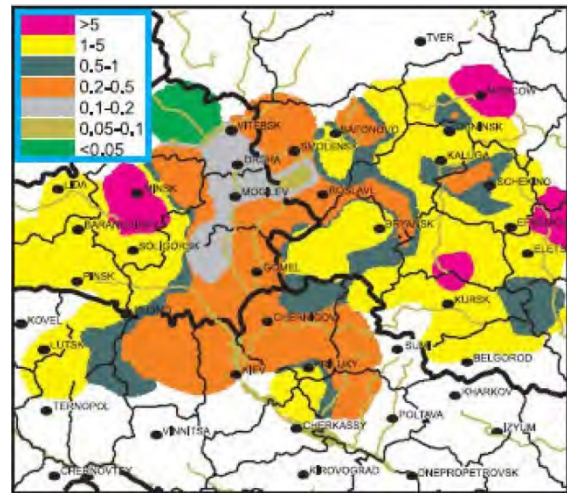 >5
1-5
0.5-1
0.2-0.5
0.1-0.2
0,05-0,1
<0.05
TVER
MOSCOW
VITEBSK
SAFONOVO
SMOLENSK
ORSHA
KALUGA
LIDA
MINSK
MOGILEV
ROSLAVL
SCHEKINO
BRYANSK
SOLIGORSK
ELETS
GOMEL
PINSK
KURSK
KOVEL
CHERNIGOV
LUTSK
SUMI
BELGOROD
KIEV
PRILUKY
TERNOPOL
POLTAVA
KHARKOV
VINNITSA
CHERKASSY
IZYUM
KIROVOGRAD
DNEPROPETROVSK